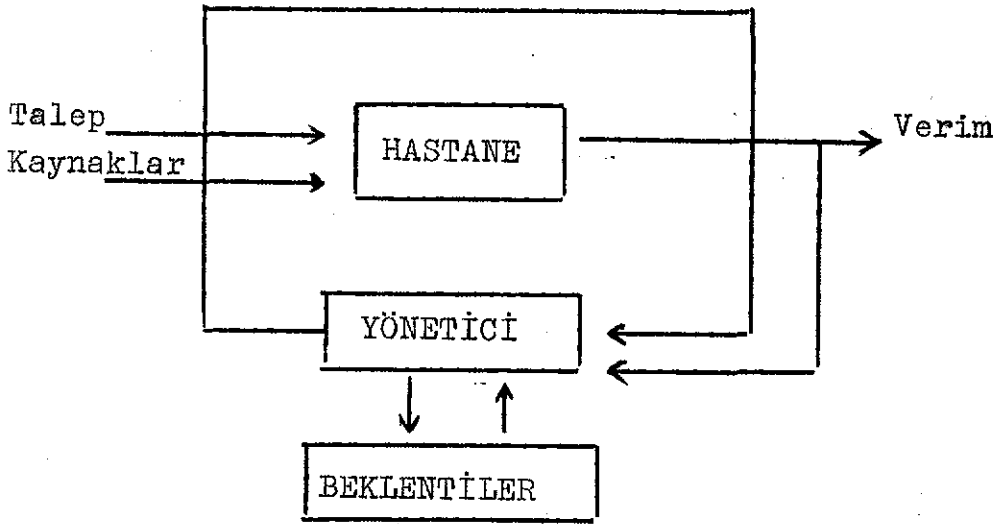 Talep
Kaynaklar
HASTANE
Verim
YÖNETİCİ
BEKLENTİLER